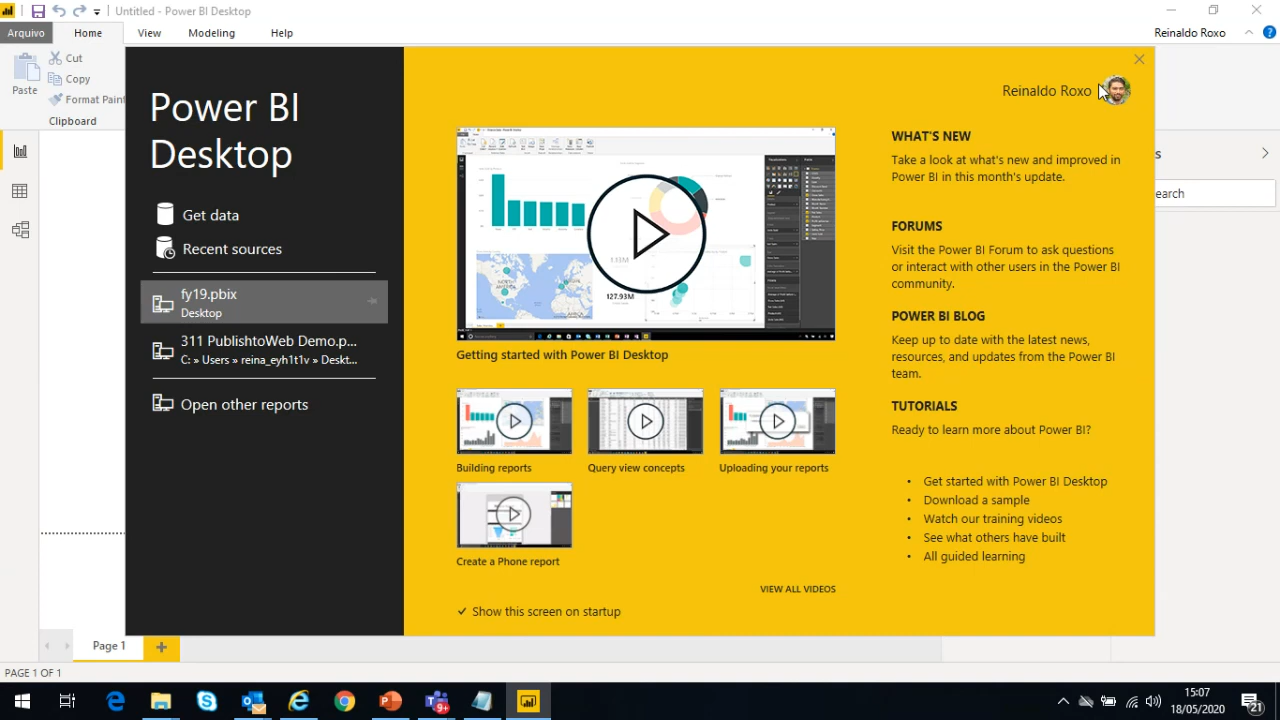 Untitled - Power BI Desktop
Arquivo
Home
View
Modeling
Help
Reinaldo Roxo
Paste
Cut
Copy
Format Paint
Clipboard
Power BI
Desktop
Get data
Recent sources
fy19.pbix
Desktop
311 PublishtoWeb Demo.p...
C: » Users » reina_eyh111v » Deskt...
Open other reports
Reinaldo Roxo
127.93M
Getting started with Power BI Desktop
Building reports
Query view concepts
Uploading your reports
Create a Phone report
VIEW ALL VIDEOS
✓ Show this screen on startup
WHAT'S NEW
Take a look at what's new and improved in
Power BI in this month's update.
FORUMS
Visit the Power BI Forum to ask questions
or interact with other users in the Power BI
community.
POWER BI BLOG
Keep up to date with the latest news,
resources, and updates from the Power BI
team.
TUTORIALS
Ready to learn more about Power BI?
• Get started with Power BI Desktop
• Download a sample
• Watch our training videos
• See what others have built
• All guided learning
s
earch
Page 1
PAGE 1 OF 1
9+
15:07
18/05/2020
21